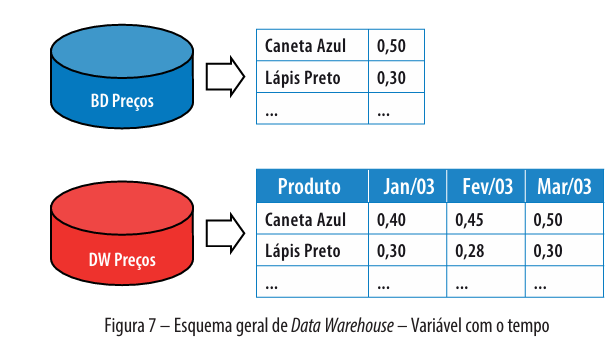 BD Preços
Caneta Azul 0,50
Lápis Preto 0,30
... ...
DW Preços
Produto Jan/03 Fev/03 Mar/03
Caneta Azul 0,40 0,45 0,50
Lápis Preto 0,30 0,28 0,30
... ... ... ...
Figura 7 – Esquema geral de Data Warehouse – Variável com o tempo